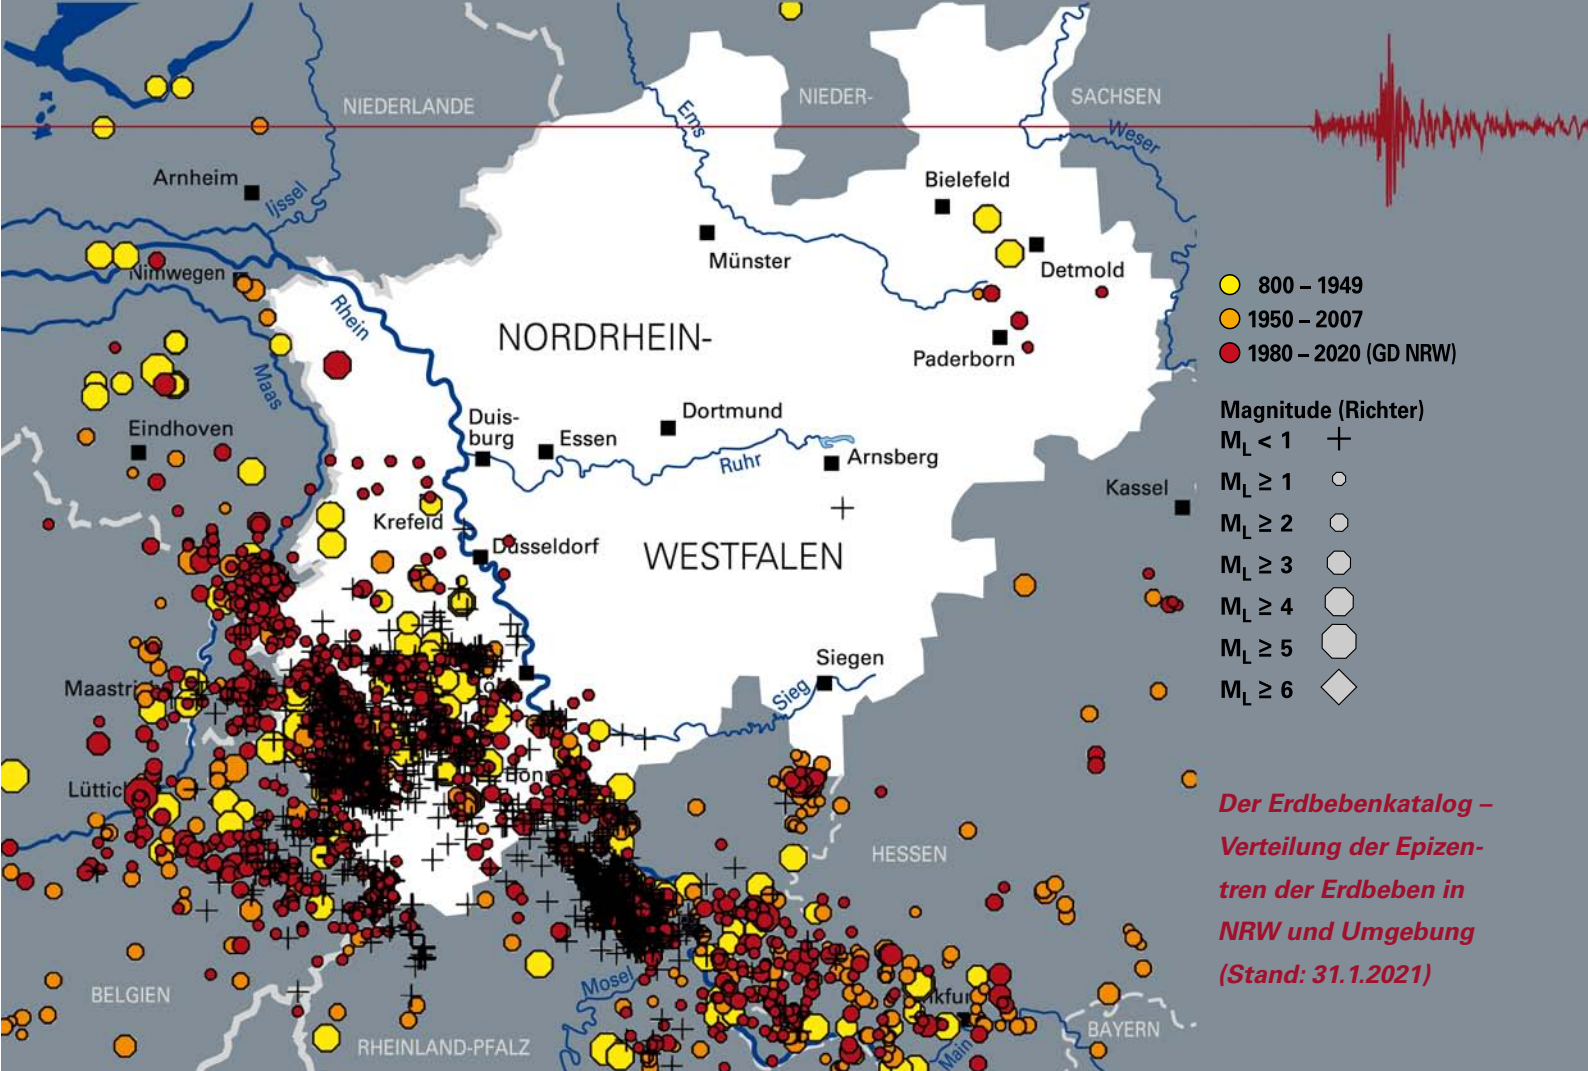 NIEDERLANDE
NIEDER-
SACHSEN
Ems
Weser
Arnheim
Ijssel
Bielefeld
Münster
Detmold
Nimwegen
Rhein
NORDRHEIN-
Paderborn
Maas
Duis-
burg
Essen
Dortmund
Eindhoven
Ruhr
Arnsberg
Kassel
Krefeld
Düsseldorf
WESTFALEN
Siegen
Sieg
Maastri
Bonn
Lüttich
HESSEN
BELGIEN
Mosel
nkfur
RHEINLAND-PFALZ
Main
BAYERN
800 – 1949
1950 – 2007
1980 – 2020 (GD NRW)
Magnitude (Richter)
ML < 1
ML ≥ 1
ML ≥ 2
ML ≥ 3
ML ≥ 4
ML ≥ 5
ML ≥ 6
Der Erdbebenkatalog –
Verteilung der Epizen-
tren der Erdbeben in
NRW und Umgebung
(Stand: 31.1.2021)